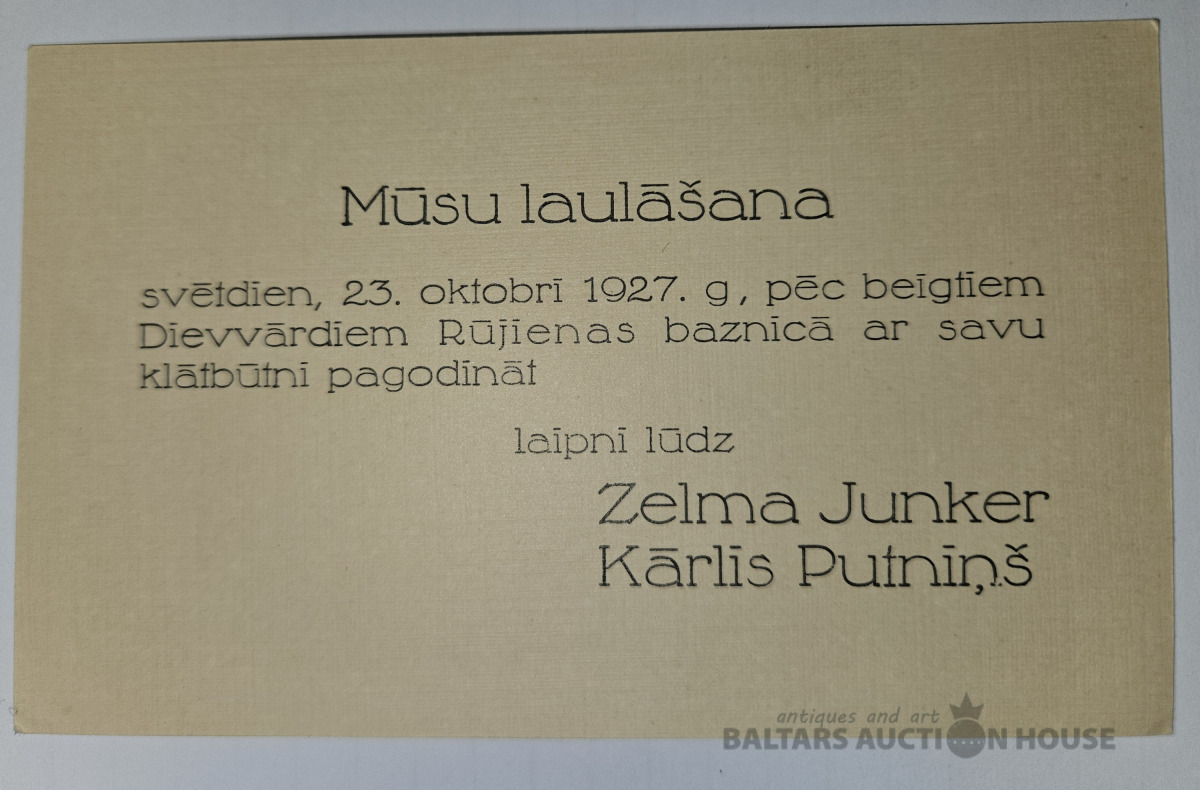 Mūsu laulāšana
svētdien, 23. oktobrī 1927. g, pēc beigtiem
Dievvārdiem Rūjienas baznīcā ar savu
klātbūtni pagodināt
laipni lūdz
Zelma Junker
Kārlis Putniņš
antiques and art
BALTARS AUCTION HOUSE